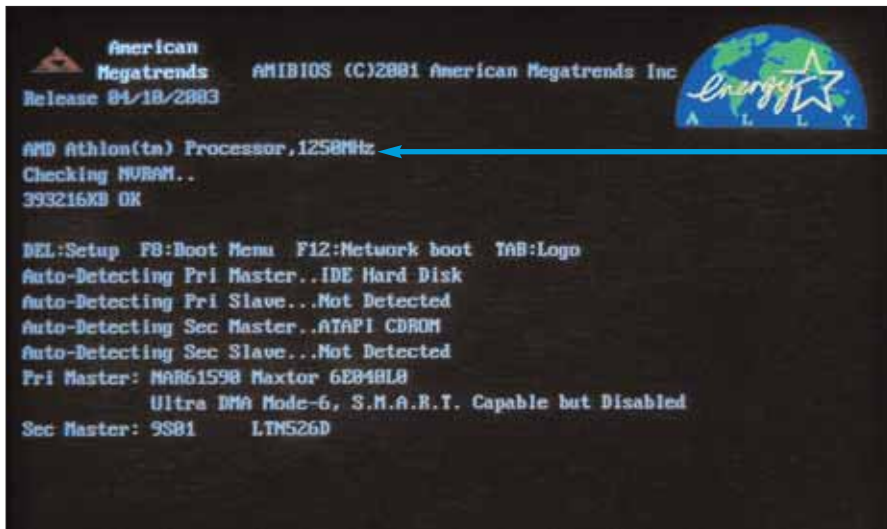 American
Megatrends
AMIBIOS (C)2001 American Megatrends Inc
Release 04/10/2003
energy
ALLY
AMD Athlon(tm) Processor,1250MHz
Checking NVRAM..
393216KB OK
DEL:Setup F8:Boot Menu F12:Network boot TAB:Logo
Auto-Detecting Pri Master..IDE Hard Disk
Auto-Detecting Pri Slave...Not Detected
Auto-Detecting Sec Master..ATAPI CDROM
Auto-Detecting Sec Slave...Not Detected
Pri Master: NAR61590 Maxtor 6E040L0
Ultra DMA Mode-6, S.M.A.R.T. Capable but Disabled
Sec Master: 9S01 LTN526D